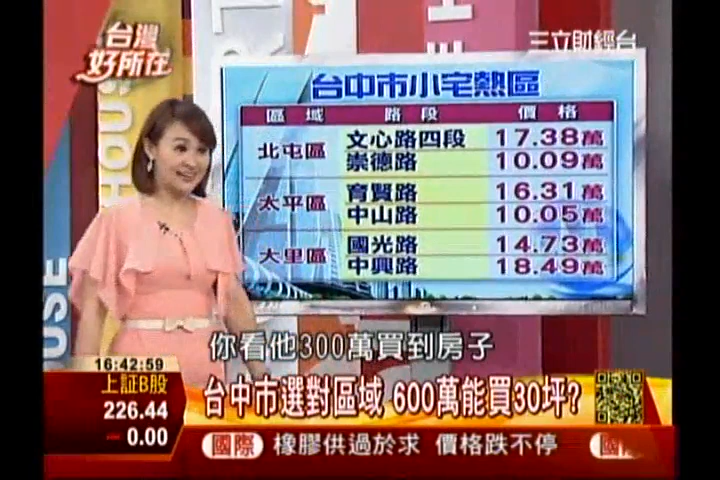 台灣
好所在
三立財經台
HOUSE
USE
台中市小宅熱區
區域 路段 價格
北屯區 文心路四段 17.38萬
崇德路 10.09萬
太平區 育賢路 16.31萬
中山路 10.05萬
大里區 國光路 14.73萬
中興路 18.49萬
你看他300萬買到房子
16:42:59
上証B股
226.44
0.00
台中市選對區域 600萬能買30坪?
國際 橡膠供過於求 價格跌不停